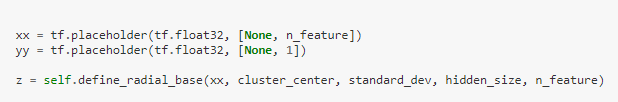 xx = tf.placeholder(tf.float32, [None, n_feature])
yy = tf.placeholder(tf.float32, [None, 1])
z = self.define_radial_base(xx, cluster_center, standard_dev, hidden_size, n_feature)